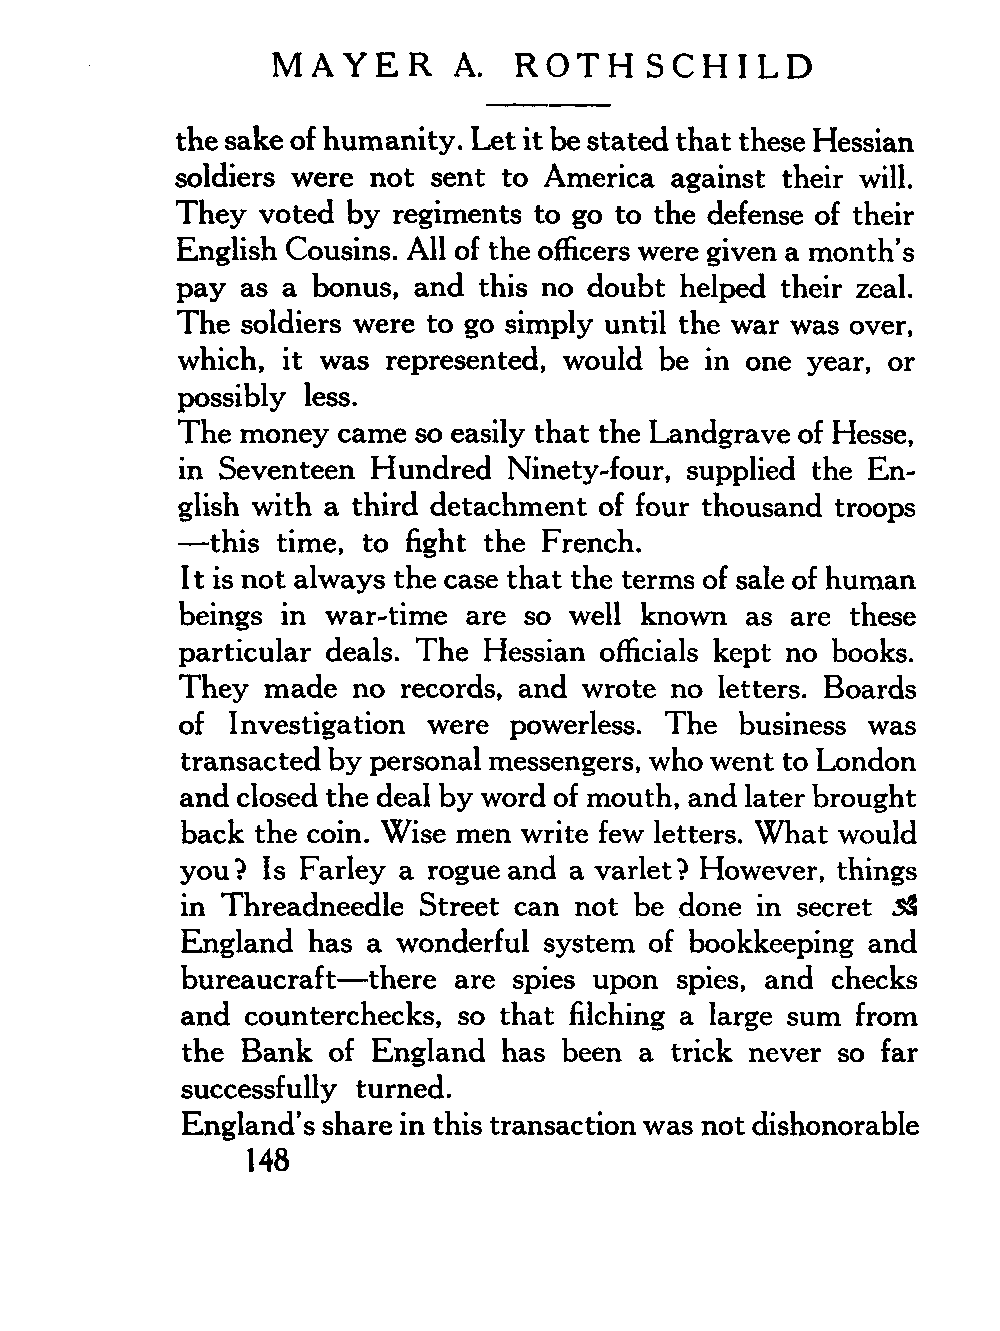 MAYER A. ROTHSCHILD
the sake of humanity. Let it be stated that these Hessian
soldiers were not sent to America against their will.
They voted by regiments to go to the defense of their
English Cousins. All of the officers were given a month's
pay as a bonus, and this no doubt helped their zeal.
The soldiers were to go simply until the war was over,
which, it was represented, would be in one year, or
possibly less.
The money came so easily that the Landgrave of Hesse,
in Seventeen Hundred Ninety-four, supplied the En-
glish with a third detachment of four thousand troops
—this time, to fight the French.
It is not always the case that the terms of sale of human
beings in war-time are so well known as are these
particular deals. The Hessian officials kept no books.
They made no records, and wrote no letters. Boards
of Investigation were powerless. The business was
transacted by personal messengers, who went to London
and closed the deal by word of mouth, and later brought
back the coin. Wise men write few letters. What would
you? Is Farley a rogue and a varlet? However, things
in Threadneedle Street can not be done in secret
England has a wonderful system of bookkeeping and
bureaucraft—there are spies upon spies, and checks
and counterchecks, so that filching a large sum from
the Bank of England has been a trick never so far
successfully turned.
England's share in this transaction was not dishonorable
148